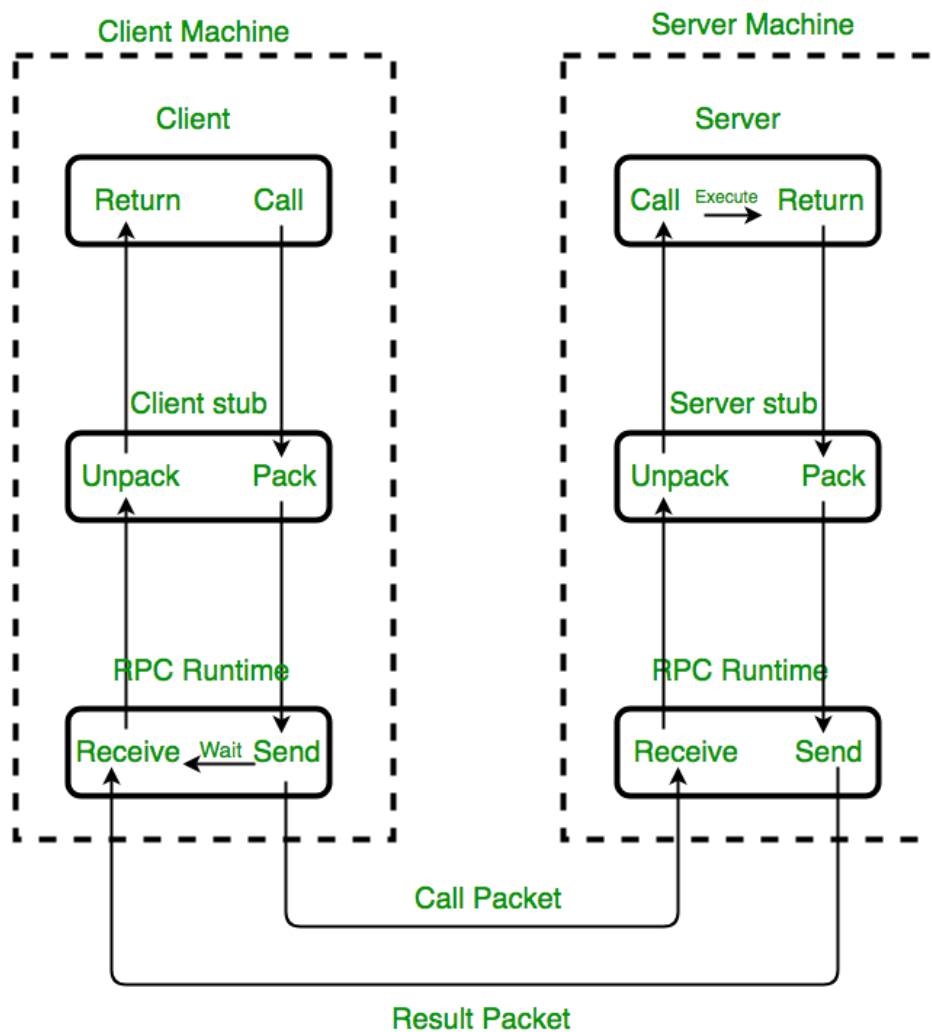 Client Machine
Server Machine
Client
Server
Return Call
Call Execute Return
Client stub
Server stub
Unpack Pack
Unpack Pack
RPC Runtime
RPC Runtime
Receive Wait Send
Receive Send
Call Packet
Result Packet